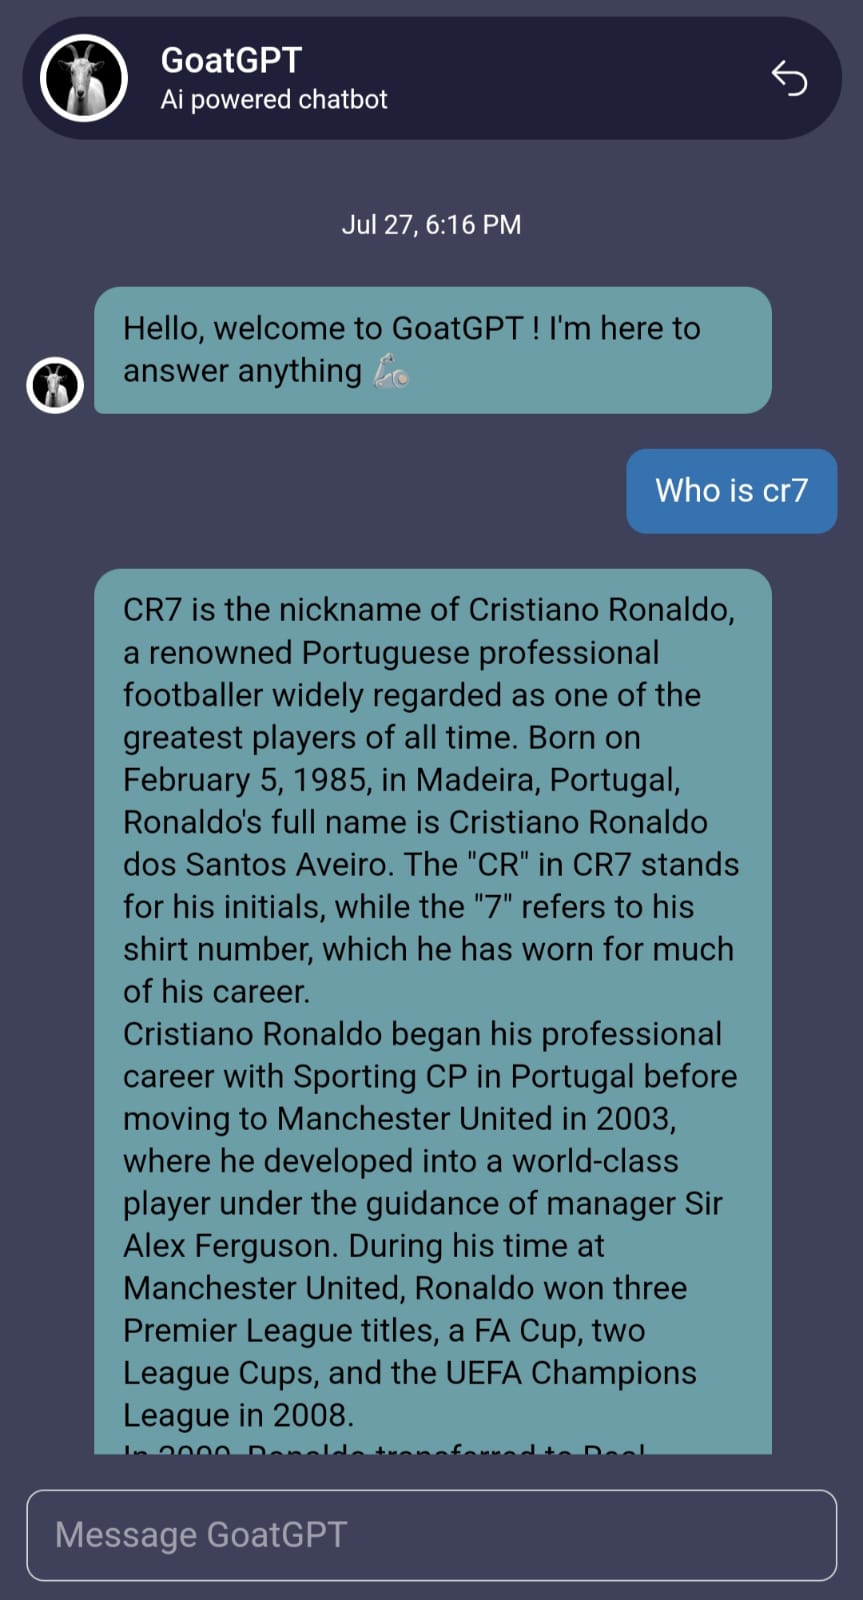 GoatGPT
Ai powered chatbot
Jul 27, 6:16 PM
Hello, welcome to GoatGPT ! I'm here to
answer anything 🦾
Who is cr7
CR7 is the nickname of Cristiano Ronaldo,
a renowned Portuguese professional
footballer widely regarded as one of the
greatest players of all time. Born on
February 5, 1985, in Madeira, Portugal,
Ronaldo's full name is Cristiano Ronaldo
dos Santos Aveiro. The "CR" in CR7 stands
for his initials, while the "7" refers to his
shirt number, which he has worn for much
of his career.
Cristiano Ronaldo began his professional
career with Sporting CP in Portugal before
moving to Manchester United in 2003,
where he developed into a world-class
player under the guidance of manager Sir
Alex Ferguson. During his time at
Manchester United, Ronaldo won three
Premier League titles, a FA Cup, two
League Cups, and the UEFA Champions
League in 2008.
In 2009, Ronaldo transferred to Real
Message GoatGPT